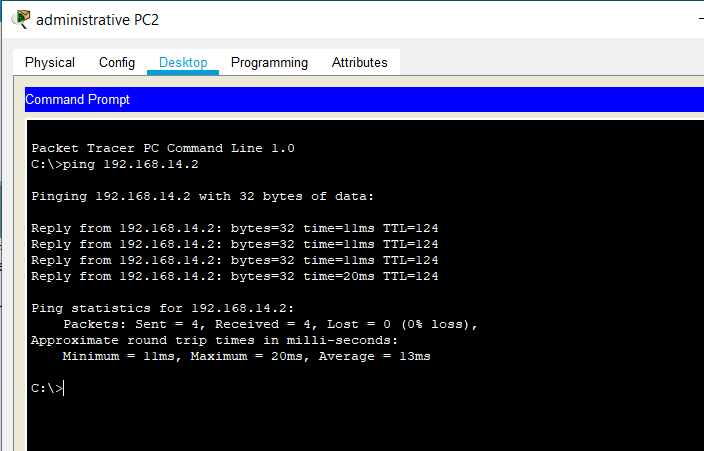 administrative PC2
Physical Config Desktop Programming Attributes
Command Prompt
Packet Tracer PC Command Line 1.0
C:\>ping 192.168.14.2
Pinging 192.168.14.2 with 32 bytes of data:
Reply from 192.168.14.2: bytes=32 time=11ms TTL=124
Reply from 192.168.14.2: bytes=32 time=11ms TTL=124
Reply from 192.168.14.2: bytes=32 time=11ms TTL=124
Reply from 192.168.14.2: bytes=32 time=20ms TTL=124
Ping statistics for 192.168.14.2:
Packets: Sent = 4, Received = 4, Lost = 0 (0% loss),
Approximate round trip times in milli-seconds:
Minimum = 11ms, Maximum = 20ms, Average = 13ms
C:\>